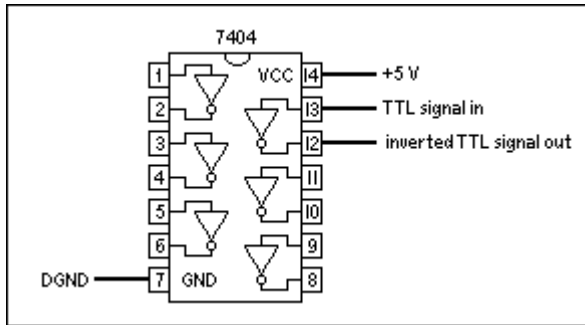 7404
1 VCC 14 +5 V
2 13 TTL signal in
3 12 inverted TTL signal out
4 11
5 10
6 9
DGND 7 GND 8